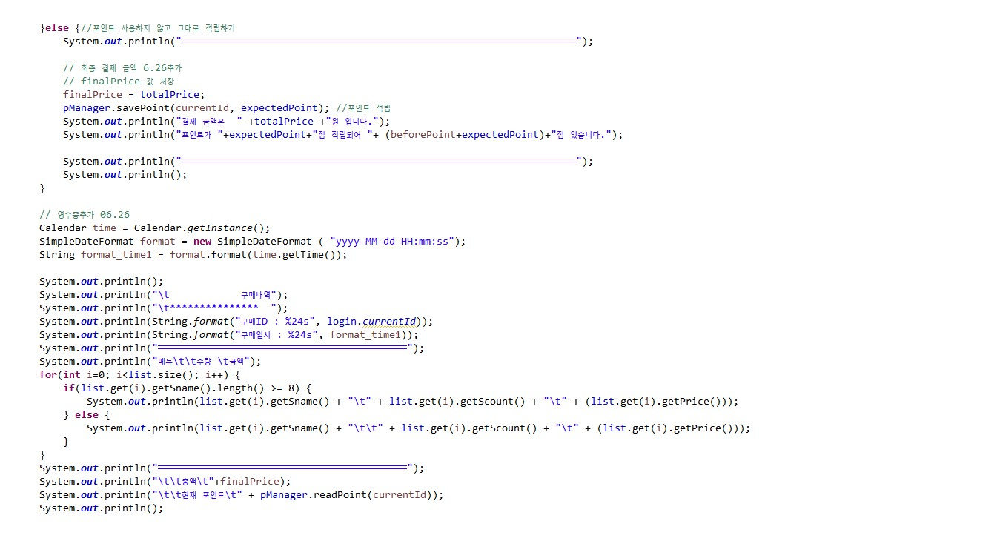 }else {//포인트 사용하지 않고 그대로 적립하기
    System.out.println("══════════════════════════════════════════════════════════════════");

    // 최종 결제 금액 6.26추가
    // finalPrice 값 저장
    finalPrice = totalPrice;
    pManager.savePoint(currentId, expectedPoint); //포인트 적립
    System.out.println("결제 금액은  " +totalPrice +"원 입니다.");
    System.out.println("포인트가 "+expectedPoint+"점 적립되어 "+ (beforePoint+expectedPoint)+"점 있습니다.");

    System.out.println("══════════════════════════════════════════════════════════════════");
    System.out.println();
}

// 영수증추가 06.26
Calendar time = Calendar.getInstance();
SimpleDateFormat format = new SimpleDateFormat ( "yyyy-MM-dd HH:mm:ss");
String format_time1 = format.format(time.getTime());

System.out.println();
System.out.println("\t            구매내역");
System.out.println("\t***************  ");
System.out.println(String.format("구매ID : %24s", login.currentId));
System.out.println(String.format("구매일시 : %24s", format_time1));
System.out.println("══════════════════════════════════════════");
System.out.println("메뉴\t\t수량 \t금액");
for(int i=0; i<list.size(); i++) {
    if(list.get(i).getSname().length() >= 8) {
        System.out.println(list.get(i).getSname() + "\t" + list.get(i).getScount() + "\t" + (list.get(i).getPrice()));
    } else {
        System.out.println(list.get(i).getSname() + "\t\t" + list.get(i).getScount() + "\t" + (list.get(i).getPrice()));
    }
}
System.out.println("══════════════════════════════════════════");
System.out.println("\t\t총액\t"+finalPrice);
System.out.println("\t\t현재 포인트\t" + pManager.readPoint(currentId));
System.out.println();